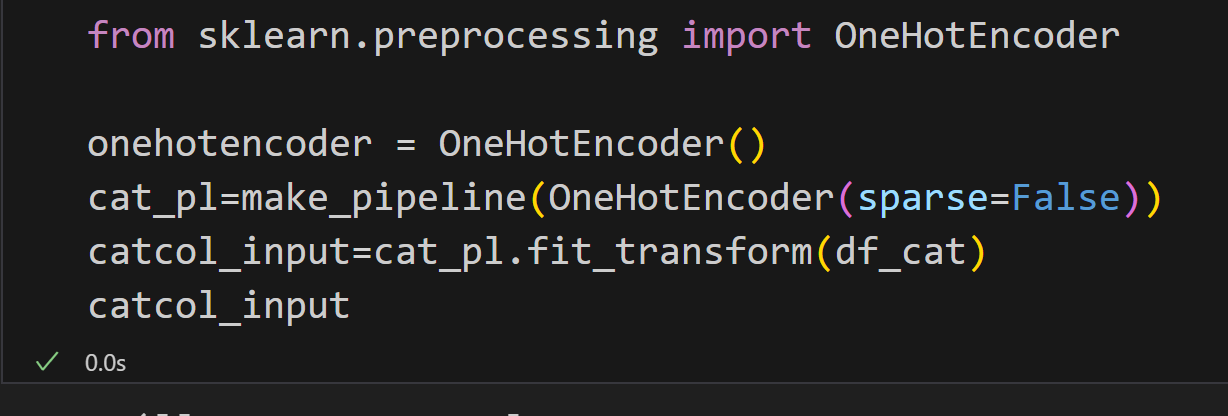 from sklearn.preprocessing import OneHotEncoder
onehotencoder = OneHotEncoder()
cat_pl=make_pipeline(OneHotEncoder(sparse=False))
catcol_input=cat_pl.fit_transform(df_cat)
catcol_input
0.0s